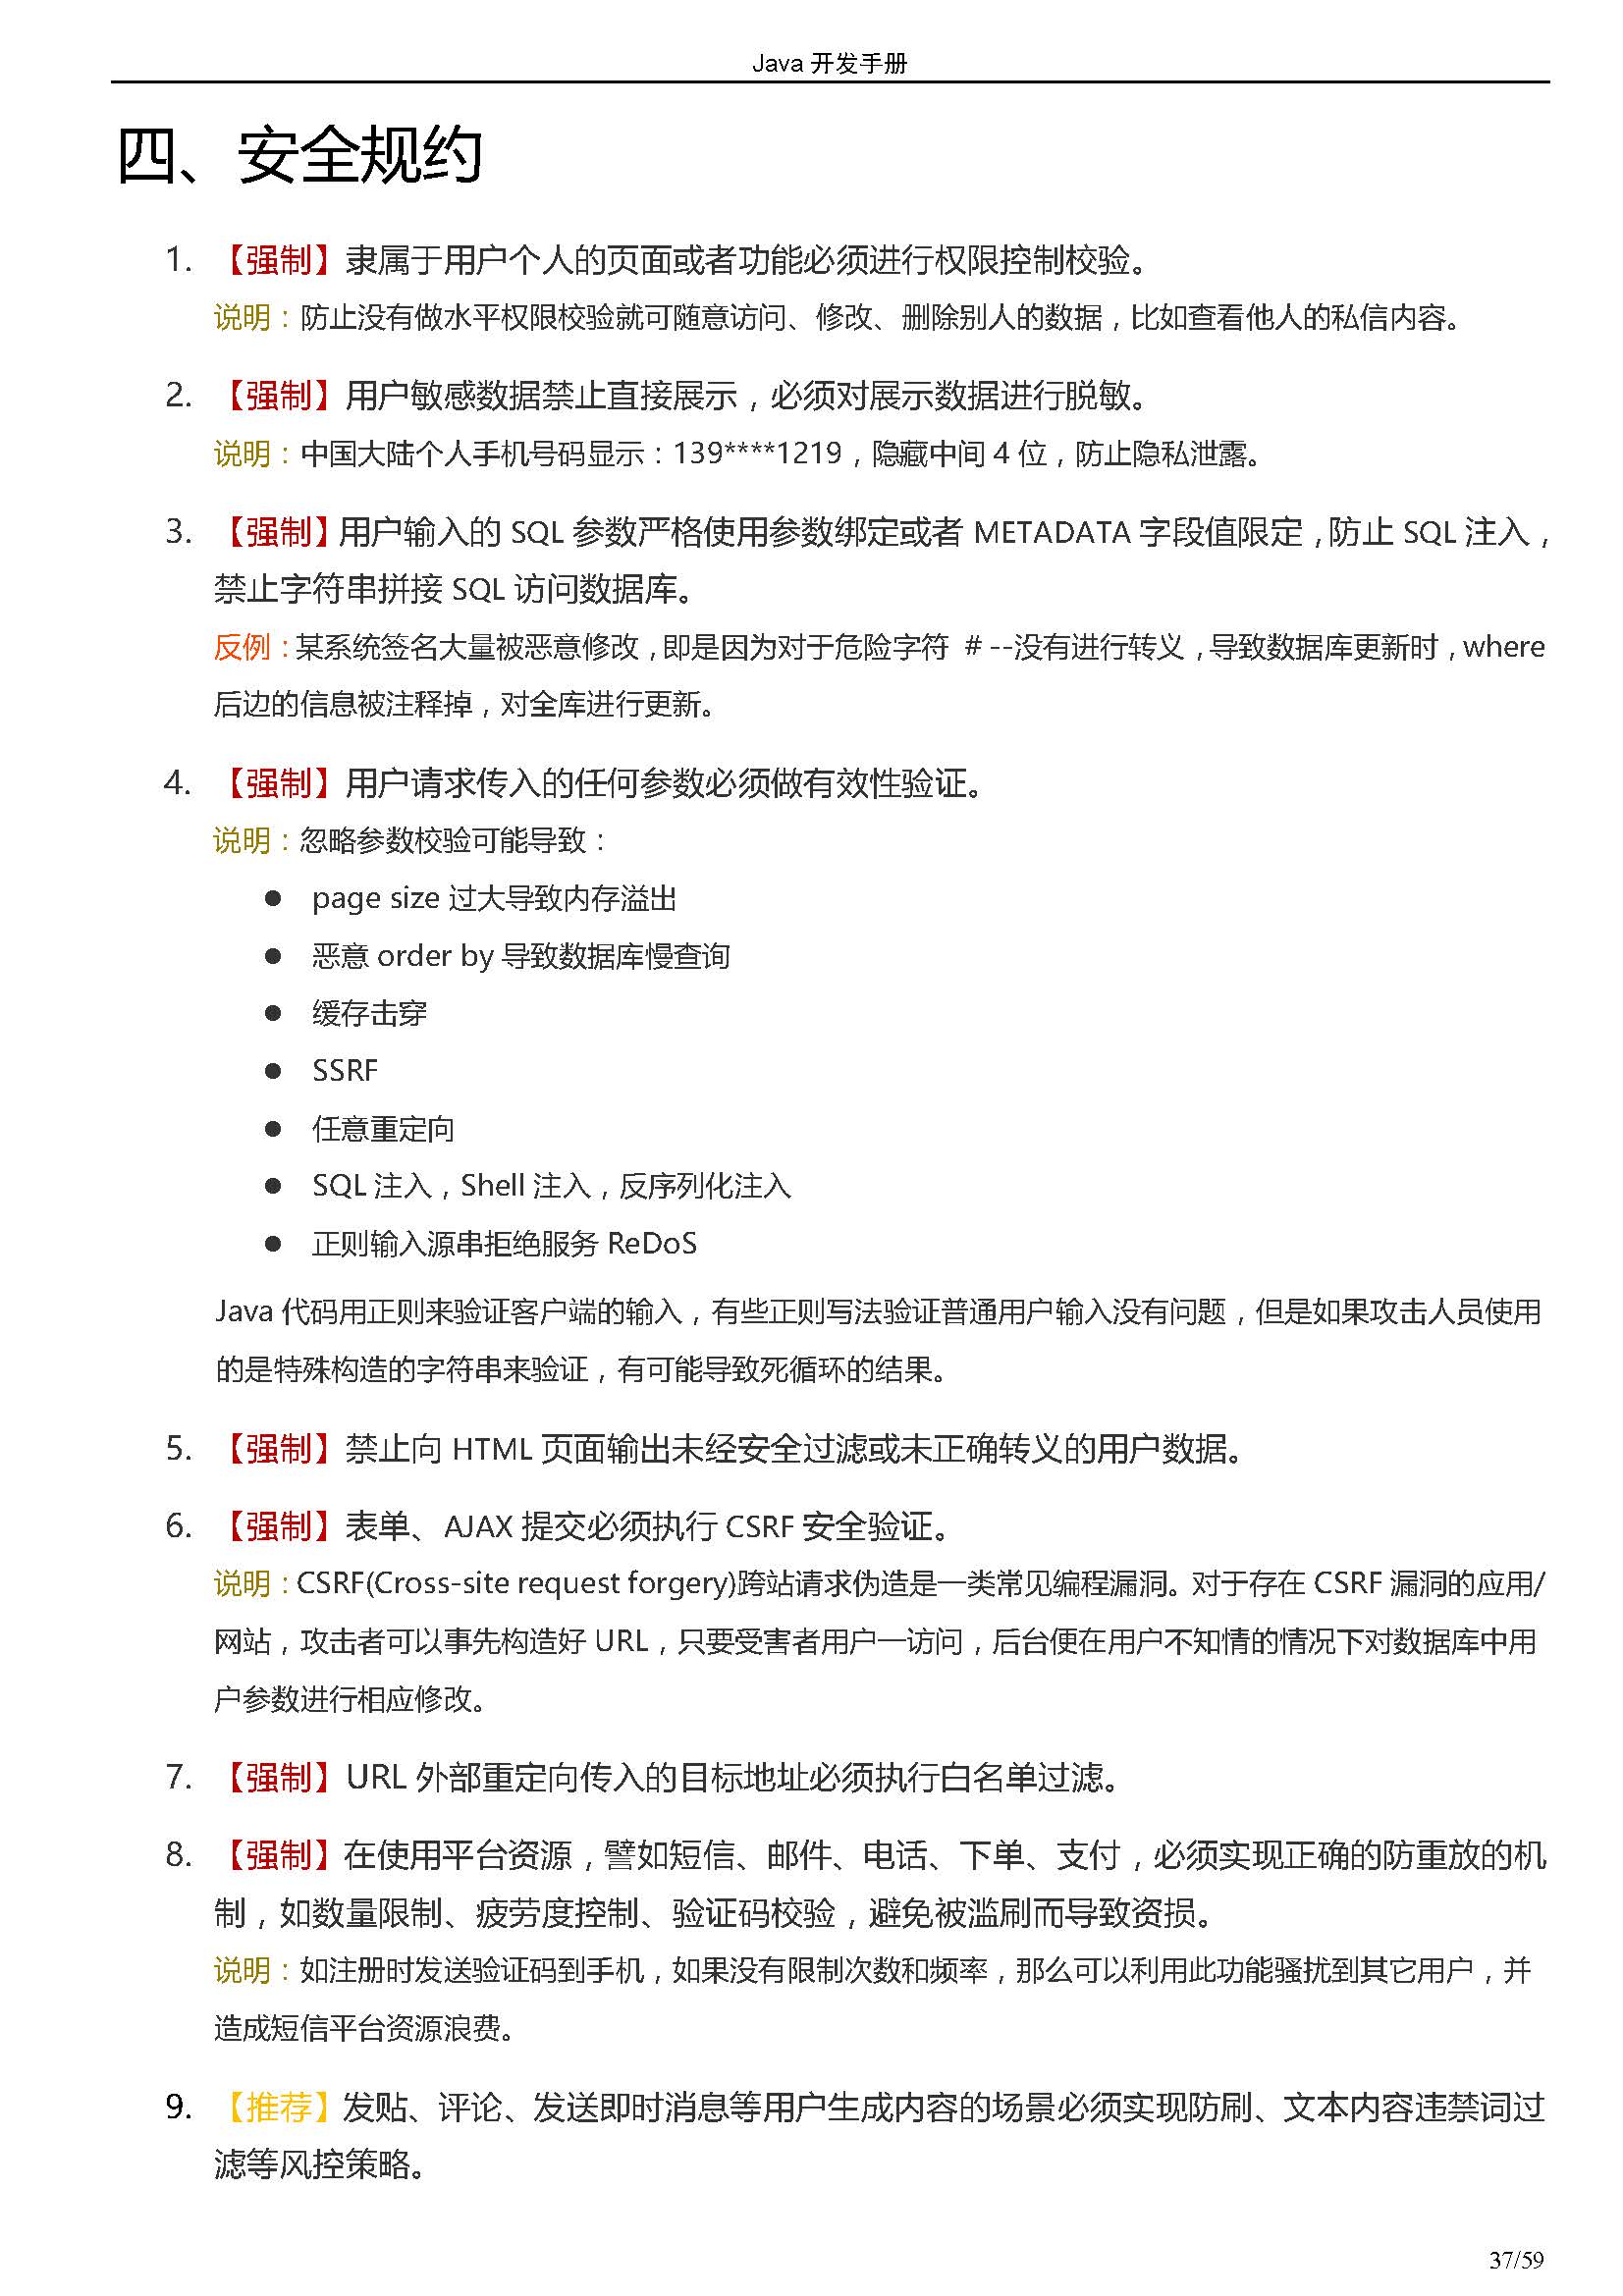 Java 开发手册
四、安全规约
1. 【强制】隶属于用户个人的页面或者功能必须进行权限控制校验。
说明：防止没有做水平权限校验就可随意访问、修改、删除别人的数据，比如查看他人的私信内容。
2. 【强制】用户敏感数据禁止直接展示，必须对展示数据进行脱敏。
说明：中国大陆个人手机号码显示：139****1219，隐藏中间 4 位，防止隐私泄露。
3. 【强制】用户输入的 SQL 参数严格使用参数绑定或者 METADATA 字段值限定，防止 SQL 注入，
禁止字符串拼接 SQL 访问数据库。
反例：某系统签名大量被恶意修改，即是因为对于危险字符 # --没有进行转义，导致数据库更新时，where
后边的信息被注释掉，对全库进行更新。
4. 【强制】用户请求传入的任何参数必须做有效性验证。
说明：忽略参数校验可能导致：
● page size 过大导致内存溢出
● 恶意 order by 导致数据库慢查询
● 缓存击穿
● SSRF
● 任意重定向
● SQL 注入，Shell 注入，反序列化注入
● 正则输入源串拒绝服务 ReDoS
Java 代码用正则来验证客户端的输入，有些正则写法验证普通用户输入没有问题，但是如果攻击人员使用
的是特殊构造的字符串来验证，有可能导致死循环的结果。
5. 【强制】禁止向 HTML 页面输出未经安全过滤或未正确转义的用户数据。
6. 【强制】表单、AJAX 提交必须执行 CSRF 安全验证。
说明：CSRF(Cross-site request forgery)跨站请求伪造是一类常见编程漏洞。对于存在 CSRF 漏洞的应用/
网站，攻击者可以事先构造好 URL，只要受害者用户一访问，后台便在用户不知情的情况下对数据库中用
户参数进行相应修改。
7. 【强制】URL 外部重定向传入的目标地址必须执行白名单过滤。
8. 【强制】在使用平台资源，譬如短信、邮件、电话、下单、支付，必须实现正确的防重放的机
制，如数量限制、疲劳度控制、验证码校验，避免被滥刷而导致资损。
说明：如注册时发送验证码到手机，如果没有限制次数和频率，那么可以利用此功能骚扰到其它用户，并
造成短信平台资源浪费。
9. 【推荐】发贴、评论、发送即时消息等用户生成内容的场景必须实现防刷、文本内容违禁词过
滤等风控策略。
37/59